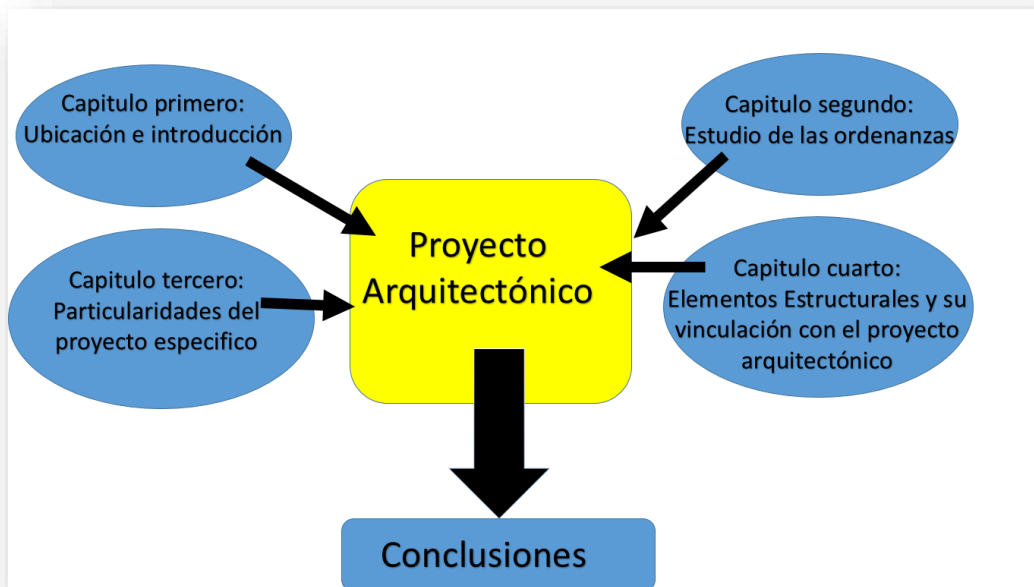 Capitulo primero:
Ubicación e introducción
Capitulo segundo:
Estudio de las ordenanzas
Proyecto
Arquitectónico
Capitulo tercero:
Particularidades del
proyecto especifico
Capitulo cuarto:
Elementos Estructurales y su
vinculación con el proyecto
arquitectónico
Conclusiones